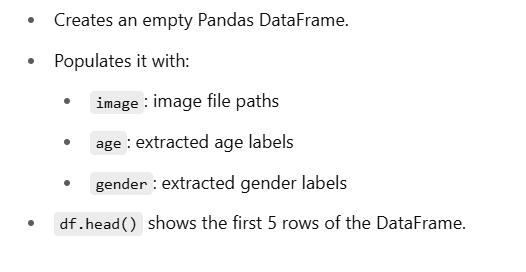 Creates an empty Pandas DataFrame.
Populates it with:
image: image file paths
age: extracted age labels
gender: extracted gender labels
df.head() shows the first 5 rows of the DataFrame.